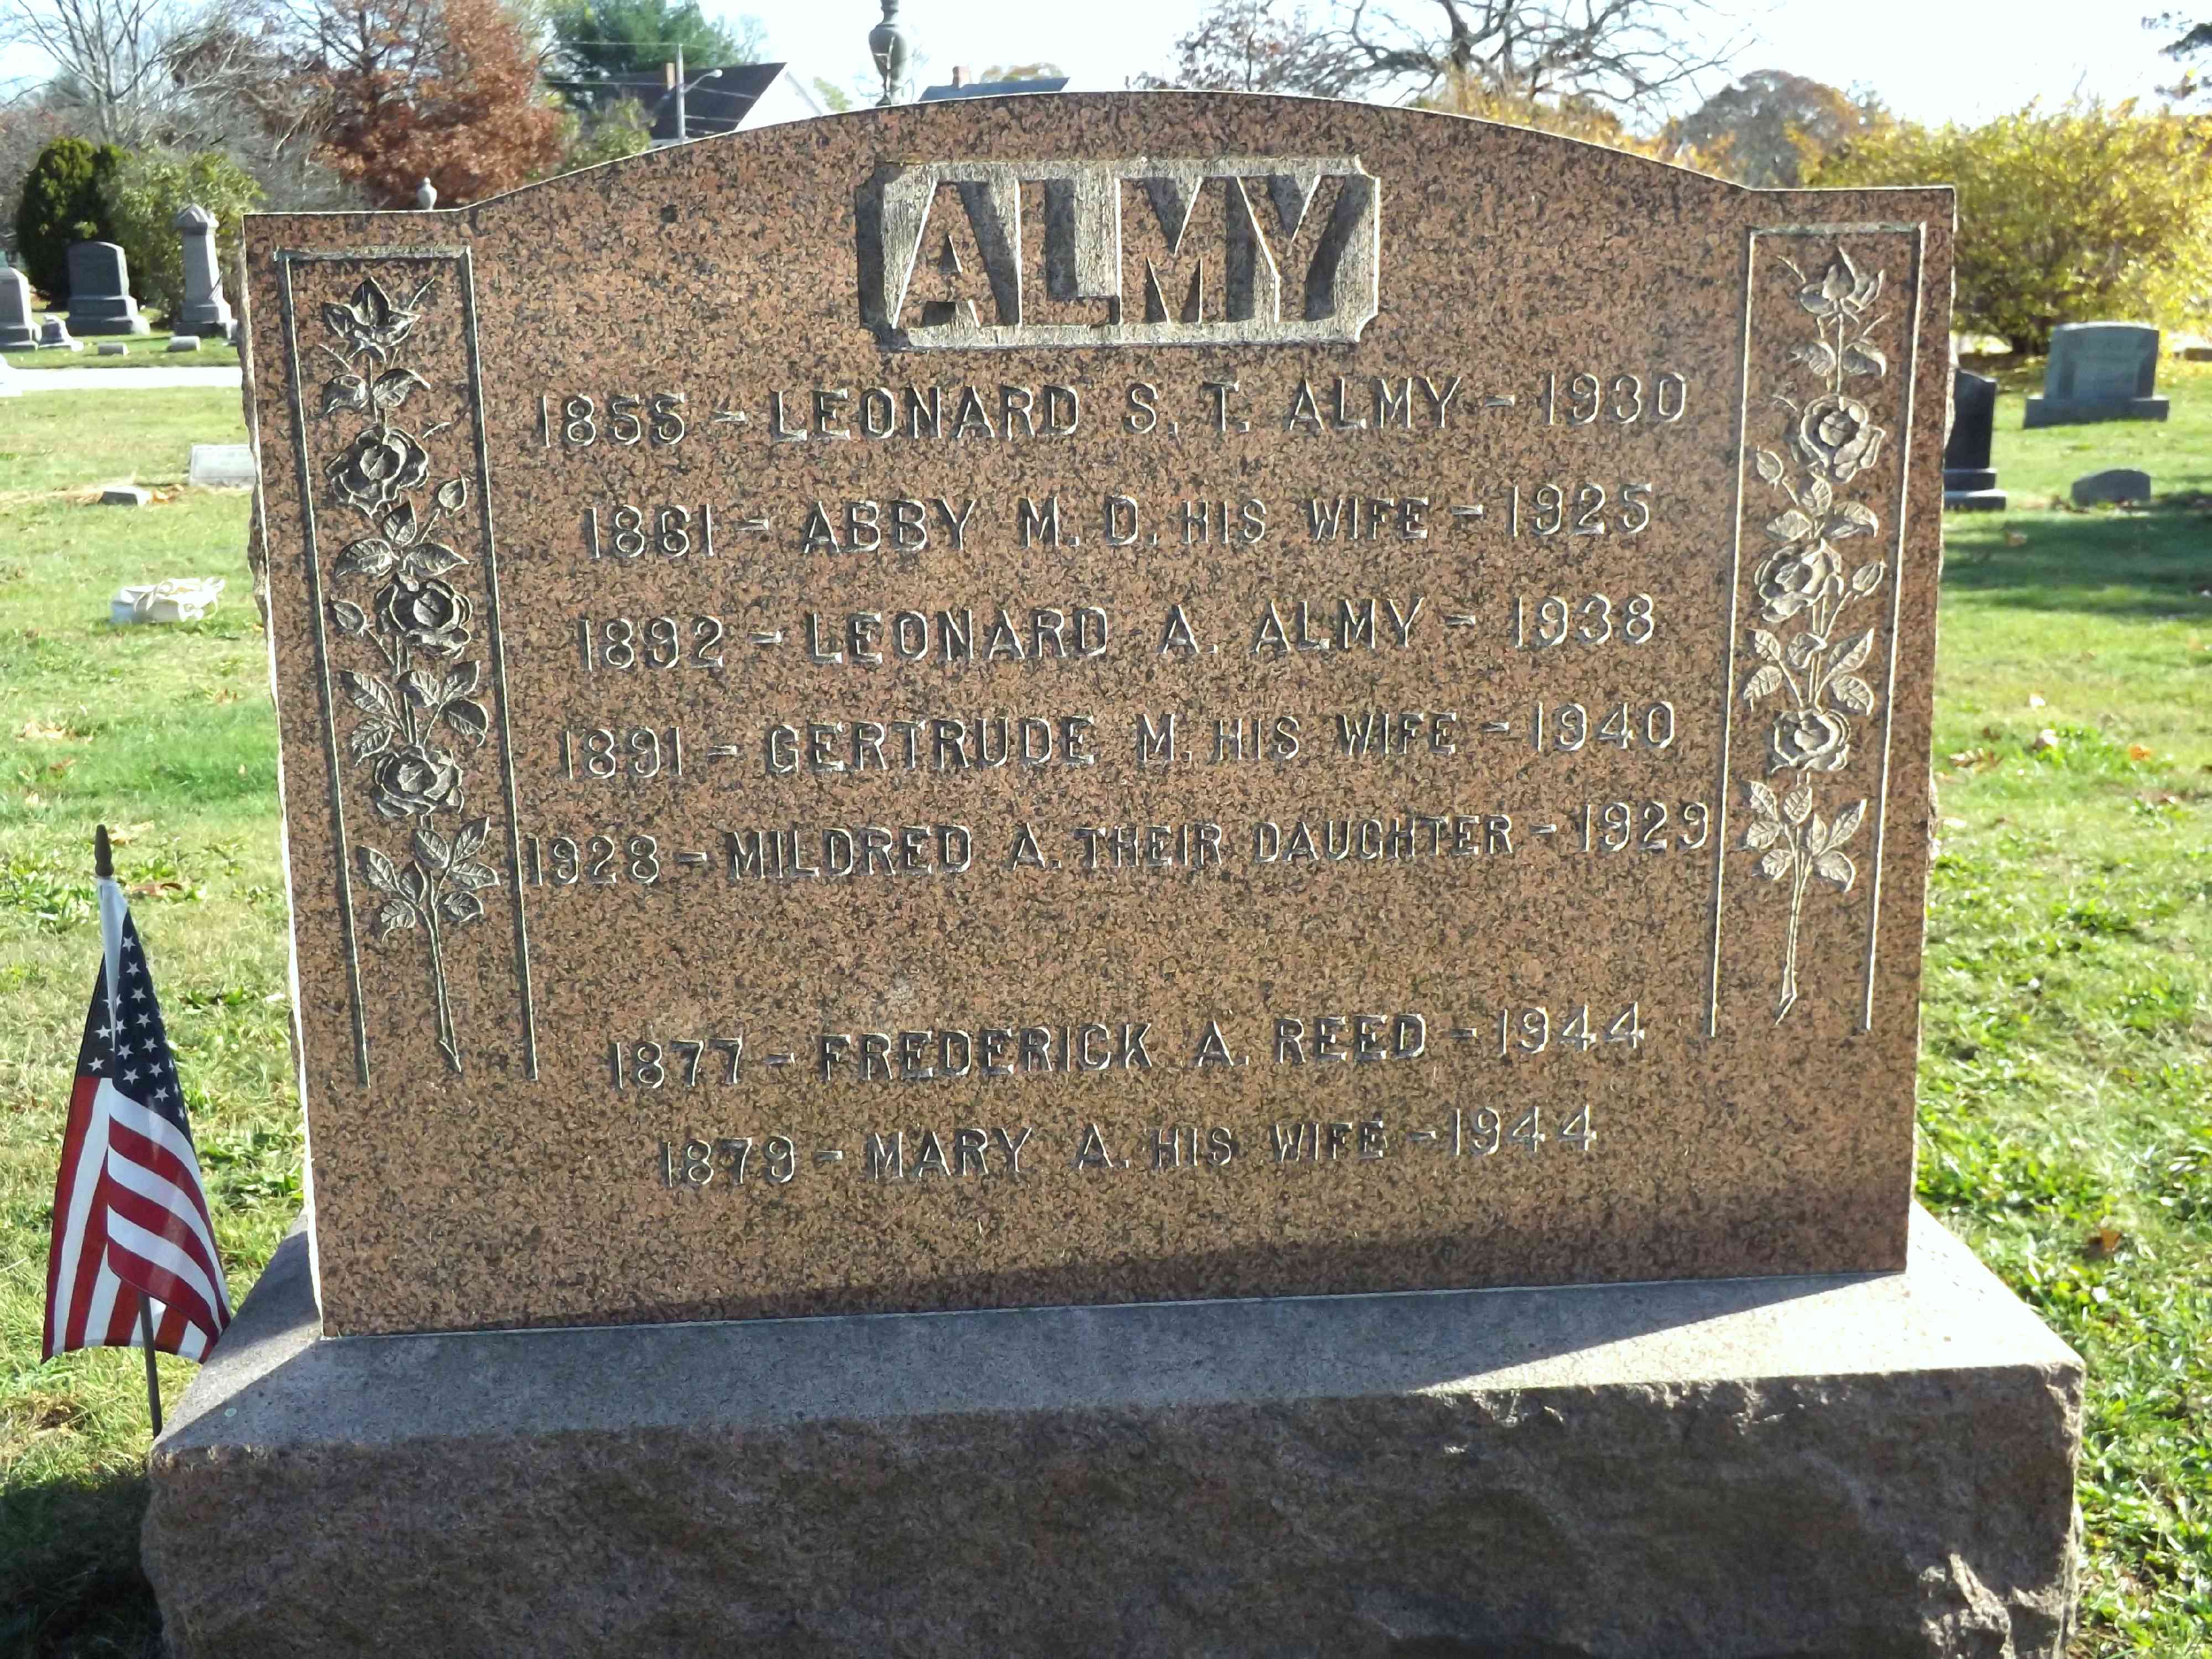 ALMY
1855 - LEONARD S. T. ALMY - 1930
1861 - ABBY M. D. HIS WIFE - 1925
1892 - LEONARD A. ALMY - 1938
1891 - GERTRUDE M. HIS WIFE - 1940
1928 - MILDRED A. THEIR DAUGHTER - 1929
1877 - FREDERICK A. REED - 1944
1879 - MARY A. HIS WIFE - 1944